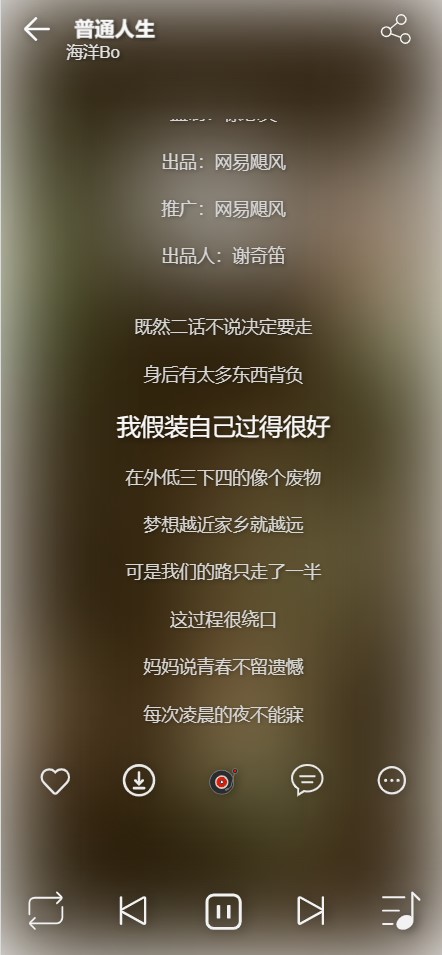 普通人生
海洋Bo
出品：网易飓风
推广：网易飓风
出品人：谢奇笛
既然二话不说决定要走
身后有太多东西背负
我假装自己过得很好
在外低三下四的像个废物
梦想越近家乡就越远
可是我们的路只走了一半
这过程很绕口
妈妈说青春不留遗憾
每次凌晨的夜不能寐